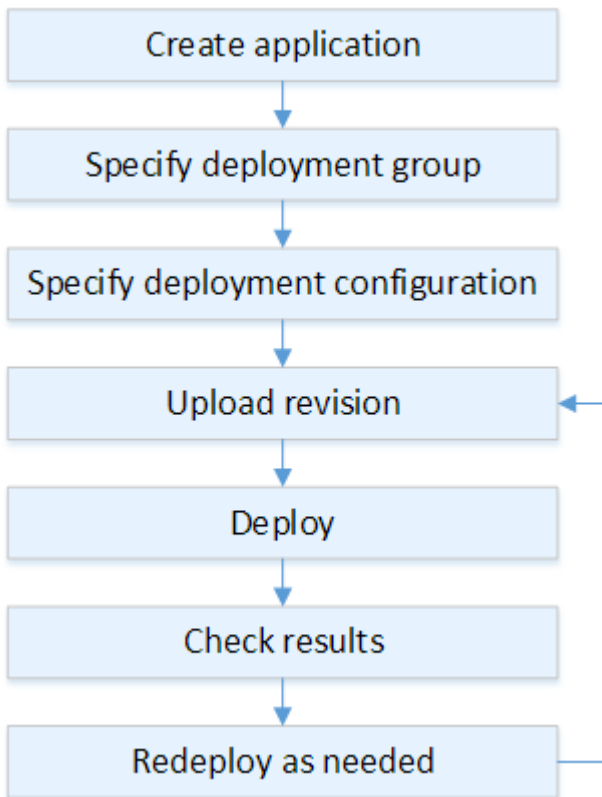 Create application
Specify deployment group
Specify deployment configuration
Upload revision
Deploy
Check results
Redeploy as needed